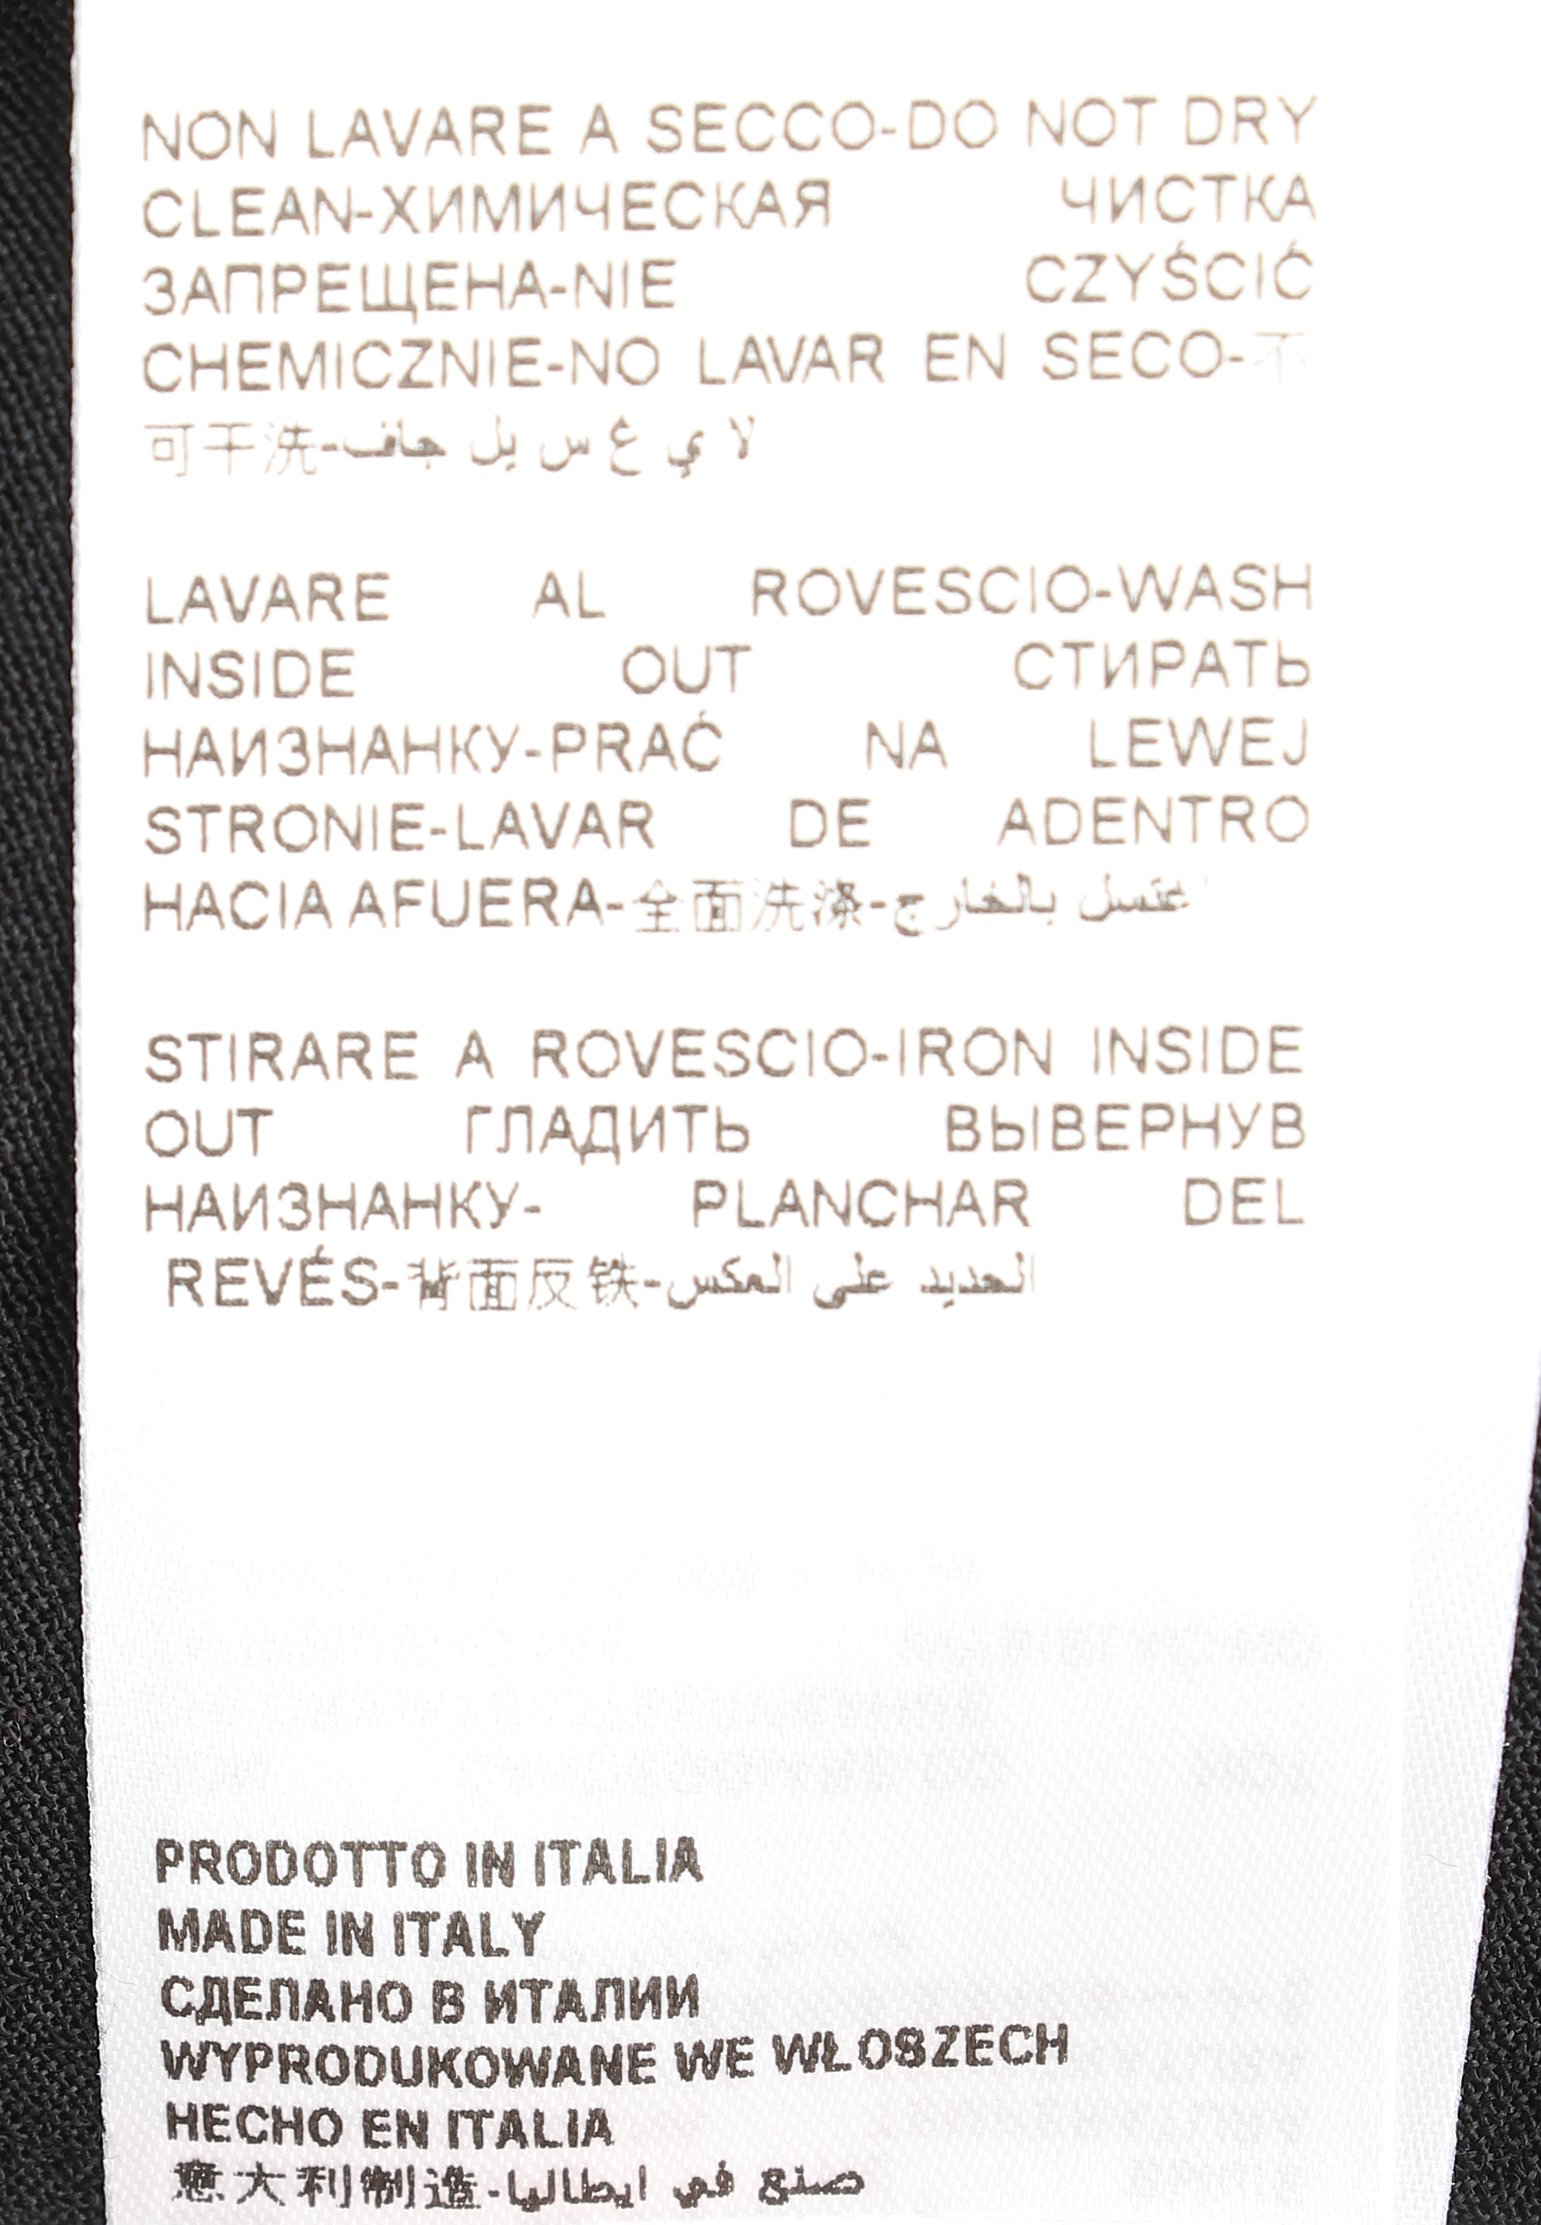 NON LAVARE A SECCO-DO NOT DRY
CLEAN-ХИМИЧЕСКАЯ ЧИСТКА
ЗАПРЕЩЕНА-NIE CZYŚCIĆ
CHEMICZNIE-NO LAVAR EN SECO-不
可干洗-لا ي غ س يل جاف
LAVARE AL ROVESCIO-WASH
INSIDE OUT СТИРАТЬ
НАИЗНАНКУ-PRAĆ NA LEWEJ
STRONIE-LAVAR DE ADENTRO
HACIA AFUERA-全面洗涤-اغتسل بالخارج
STIRARE A ROVESCIO-IRON INSIDE
OUT ГЛАДИТЬ ВЫВЕРНУВ
НАИЗНАНКУ- PLANCHAR DEL
REVÉS-背面反铁-الحديد على العكس
PRODOTTO IN ITALIA
MADE IN ITALY
СДЕЛАНО В ИТАЛИИ
WYPRODUKOWANE WE WŁOSZECH
HECHO EN ITALIA
意大利制造-صنع في ايطاليا